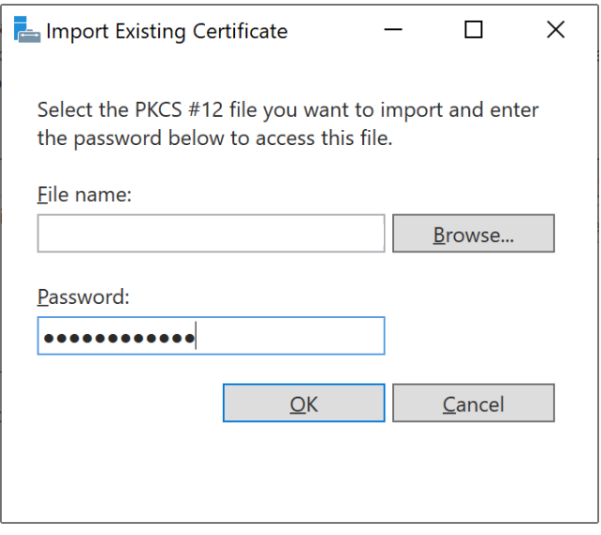 Import Existing Certificate
Select the PKCS #12 file you want to import and enter
the password below to access this file.
File name:
Browse...
Password:
●●●●●●●●●●●●
OK
Cancel